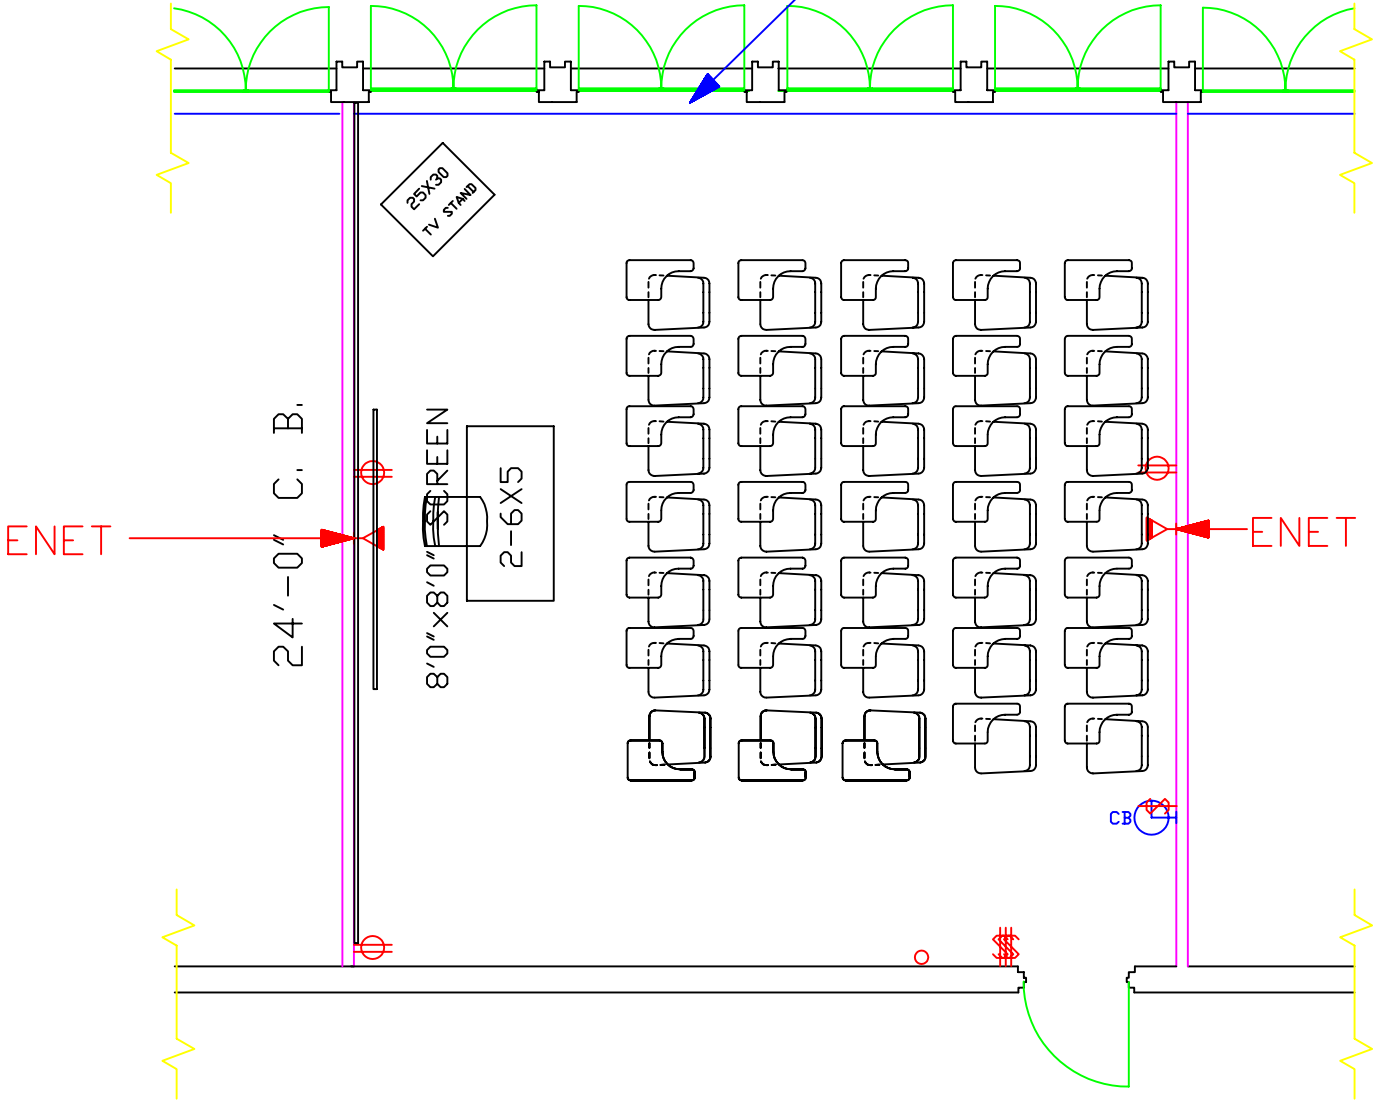 25X30
TV STAND
24'-0" C. B.
8'0"x8'0" SCREEN
2-6X5
ENET
ENET
CB